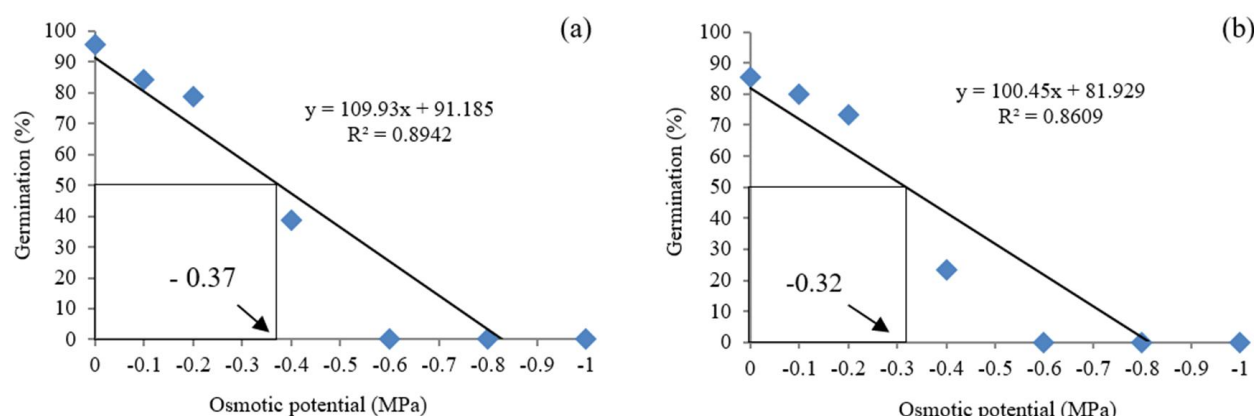 (a)
y = 109.93x + 91.185
R² = 0.8942
Germination (%)
100
90
80
70
60
50
40
30
20
10
0
- 0.37
0 -0.1 -0.2 -0.3 -0.4 -0.5 -0.6 -0.7 -0.8 -0.9 -1
Osmotic potential (MPa)
(b)
y = 100.45x + 81.929
R² = 0.8609
Germination (%)
100
90
80
70
60
50
40
30
20
10
0
-0.32
0 -0.1 -0.2 -0.3 -0.4 -0.5 -0.6 -0.7 -0.8 -0.9 -1
Osmotic potential (MPa)